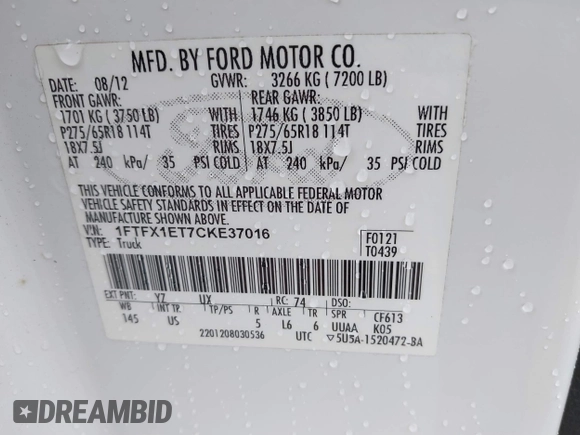 MFD. BY FORD MOTOR CO.
DATE: 08/12 GVWR: 3266 KG ( 7200 LB)
FRONT GAWR: REAR GAWR:
1701 KG ( 3750 LB) WITH 1746 KG ( 3850 LB) WITH
P275/65R18 114T TIRES P275/65R18 114T TIRES
18X7.5J RIMS 18X7.5J RIMS
AT 240 kPa/ 35 PSI COLD AT 240 kPa/ 35 PSI COLD
THIS VEHICLE CONFORMS TO ALL APPLICABLE FEDERAL MOTOR
VEHICLE SAFETY STANDARDS IN EFFECT ON THE DATE OF
MANUFACTURE SHOWN ABOVE.
VIN: 1FTFX1ET7CKE37016 F0121
TYPE: Truck T0439
EXT PNT: YZ UX RC: 74 DSO:
WB INT TR TP/PS R AXLE TR SPR CF613
145 US 5 L6 6 UUAA K05
2201208030536 UTC ▽5U5A-1520472-BA
DREAMBID